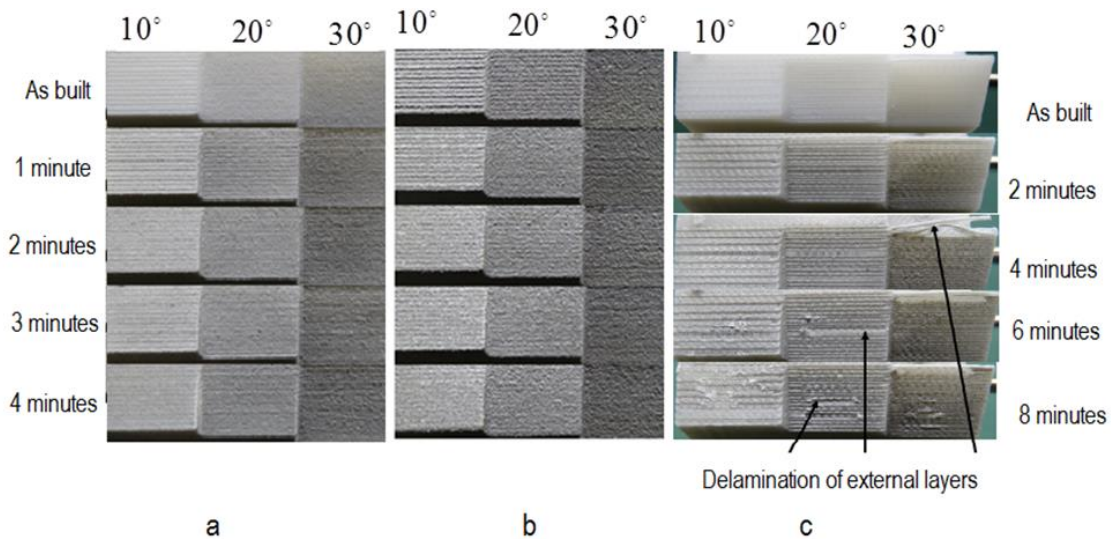 10° 20° 30° 10° 20° 30° 10° 20° 30°
As built
As built
1 minute
2 minutes
2 minutes
4 minutes
3 minutes
6 minutes
4 minutes
8 minutes
Delamination of external layers
a b c